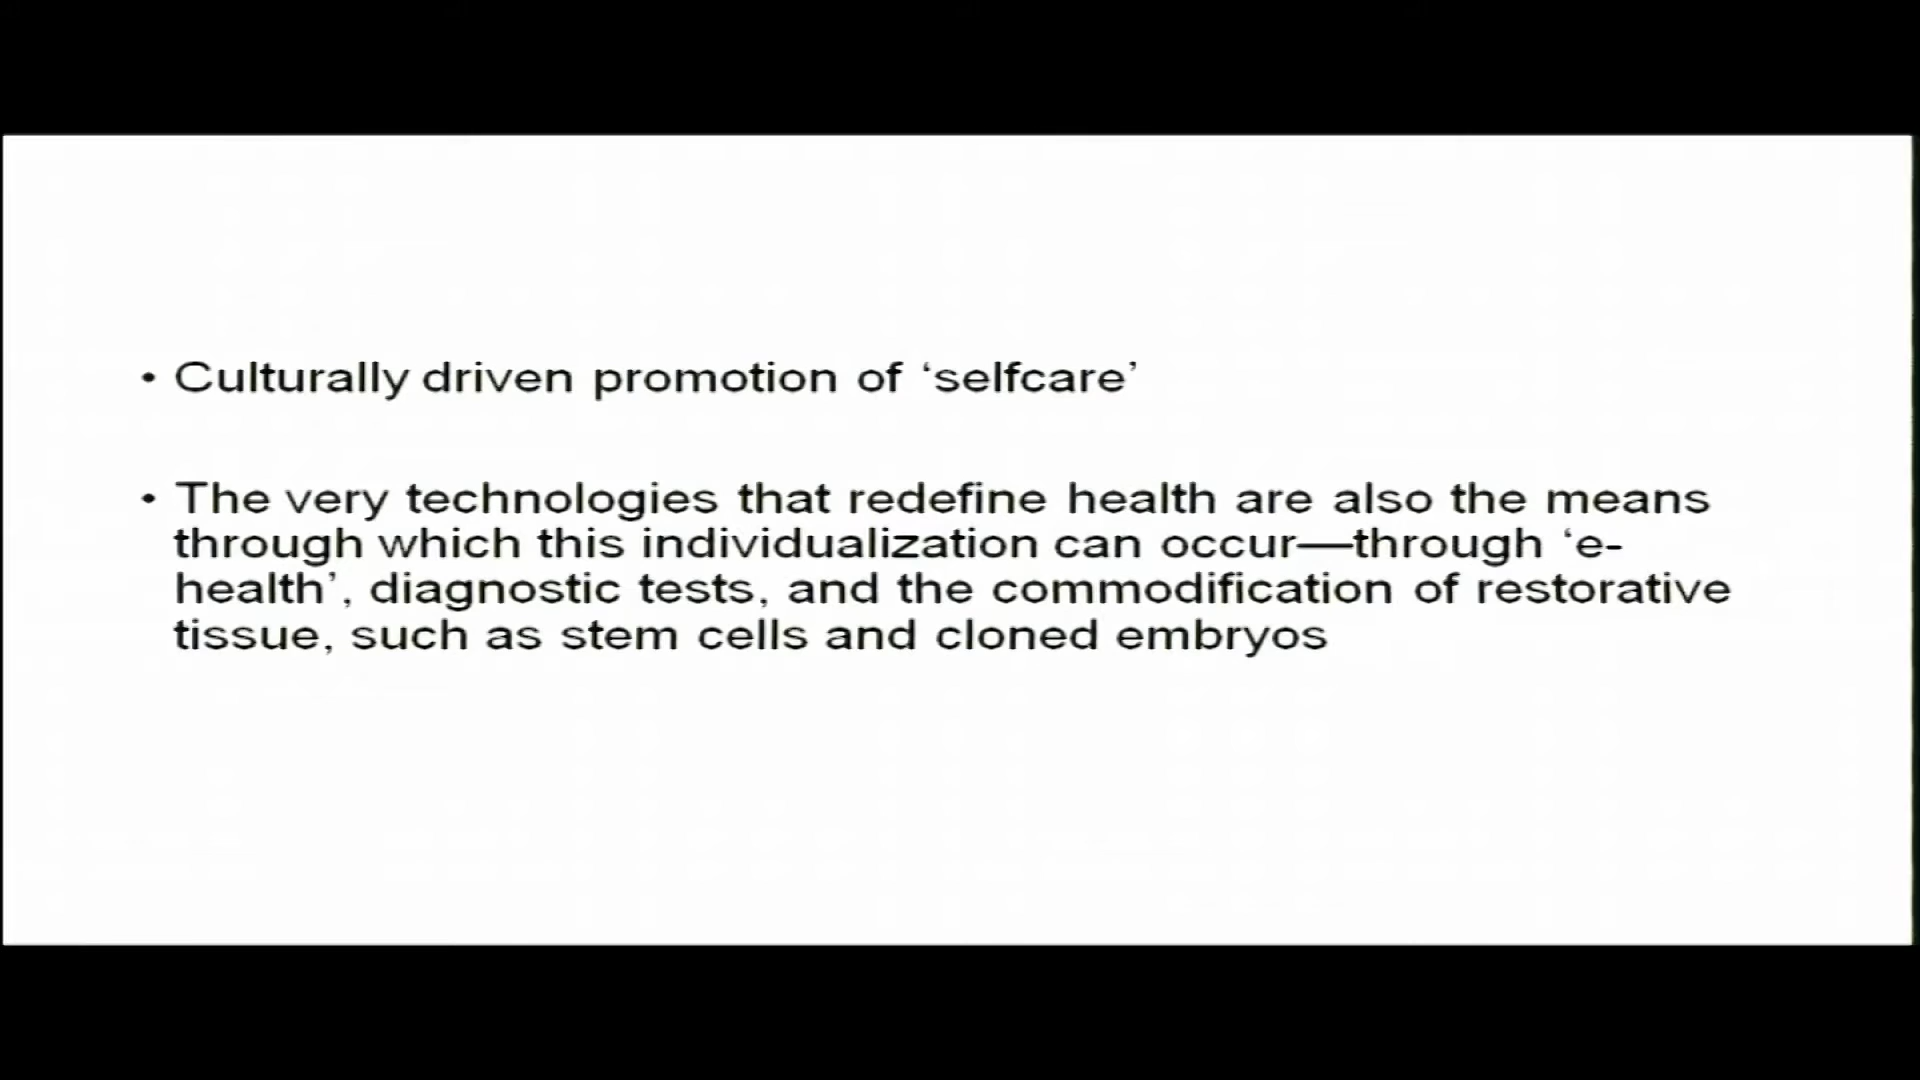 • Culturally driven promotion of ‘selfcare’
• The very technologies that redefine health are also the means
through which this individualization can occur—through ‘e-
health’, diagnostic tests, and the commodification of restorative
tissue, such as stem cells and cloned embryos